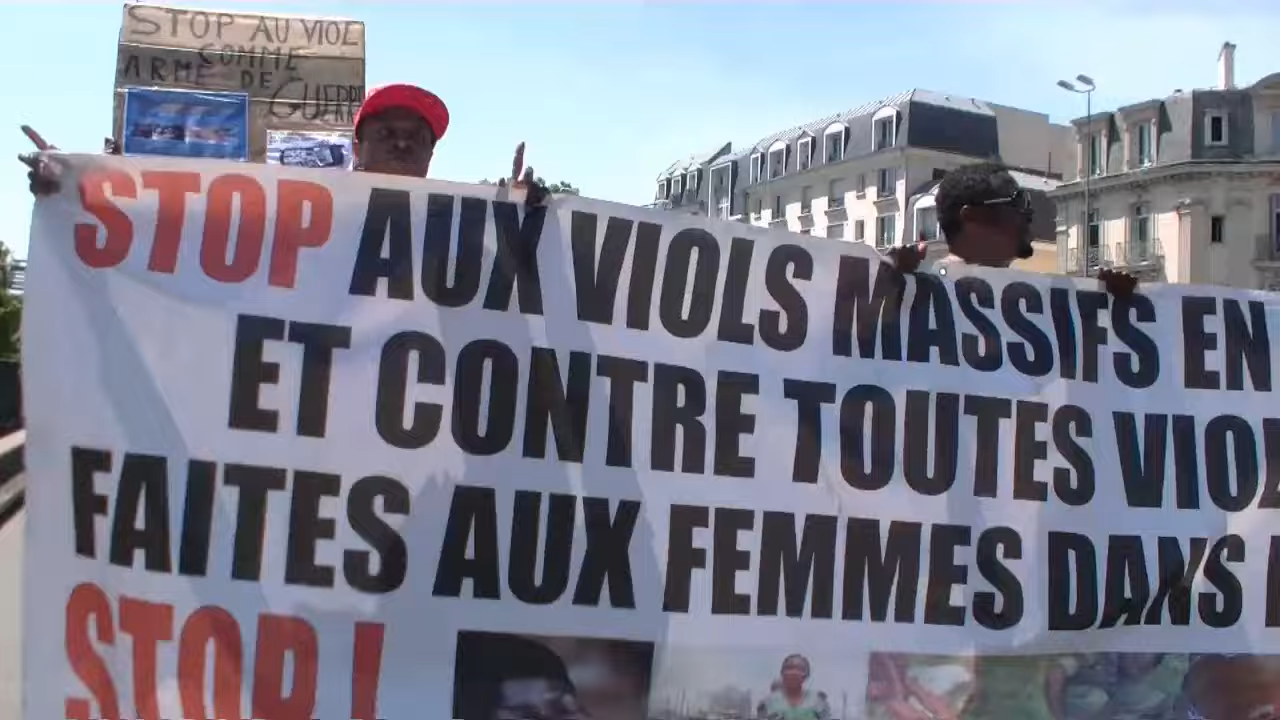 STOP AU VIOL
COMME
ARME DE
GUERRE
STOP AUX VIOLS MASSIFS EN
ET CONTRE TOUTES VIOL
FAITES AUX FEMMES DANS
STOP !